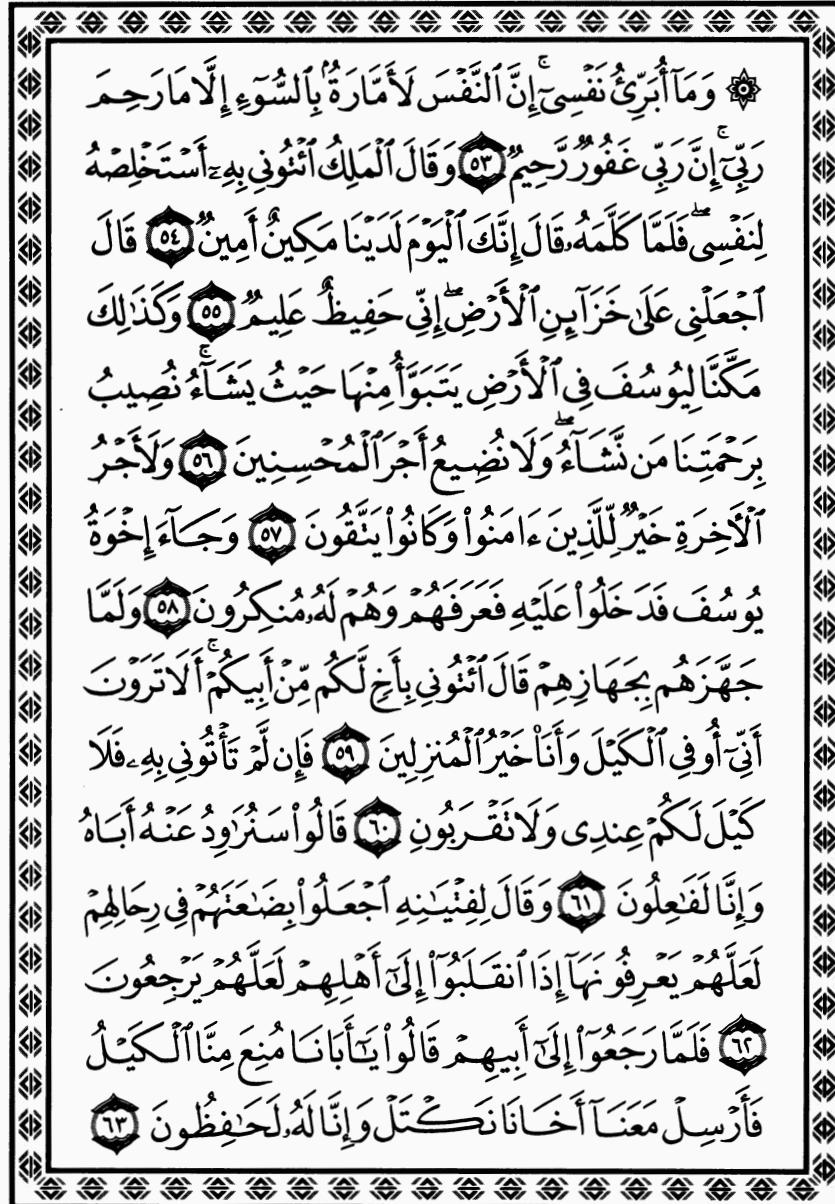 ۞ وَمَآ أُبَرِّئُ نَفۡسِيٓۚ إِنَّ ٱلنَّفۡسَ لَأَمَّارَةُۢ بِٱلسُّوٓءِ إِلَّا مَا رَحِمَ
رَبِّيٓۚ إِنَّ رَبِّي غَفُورٞ رَّحِيمٞ ٥٣ وَقَالَ ٱلۡمَلِكُ ٱئۡتُونِي بِهِۦٓ أَسۡتَخۡلِصۡهُ
لِنَفۡسِيۖ فَلَمَّا كَلَّمَهُۥ قَالَ إِنَّكَ ٱلۡيَوۡمَ لَدَيۡنَا مَكِينٌ أَمِينٞ ٥٤ قَالَ
ٱجۡعَلۡنِي عَلَىٰ خَزَآئِنِ ٱلۡأَرۡضِۖ إِنِّي حَفِيظٌ عَلِيمٞ ٥٥ وَكَذَٰلِكَ
مَكَّنَّا لِيُوسُفَ فِي ٱلۡأَرۡضِ يَتَبَوَّأُ مِنۡهَا حَيۡثُ يَشَآءُۚ نُصِيبُ
بِرَحۡمَتِنَا مَن نَّشَآءُۖ وَلَا نُضِيعُ أَجۡرَ ٱلۡمُحۡسِنِينَ ٥٦ وَلَأَجۡرُ
ٱلۡأٓخِرَةِ خَيۡرٞ لِّلَّذِينَ ءَامَنُواْ وَكَانُواْ يَتَّقُونَ ٥٧ وَجَآءَ إِخۡوَةُ
يُوسُفَ فَدَخَلُواْ عَلَيۡهِ فَعَرَفَهُمۡ وَهُمۡ لَهُۥ مُنكِرُونَ ٥٨ وَلَمَّا
جَهَّزَهُم بِجَهَازِهِمۡ قَالَ ٱئۡتُونِي بِأَخٖ لَّكُم مِّنۡ أَبِيكُمۡۚ أَلَا تَرَوۡنَ
أَنِّيٓ أُوفِي ٱلۡكَيۡلَ وَأَنَا۠ خَيۡرُ ٱلۡمُنزِلِينَ ٥٩ فَإِن لَّمۡ تَأۡتُونِي بِهِۦ فَلَا
كَيۡلَ لَكُمۡ عِندِي وَلَا تَقۡرَبُونِ ٦٠ قَالُواْ سَنُرَٰوِدُ عَنۡهُ أَبَاهُ
وَإِنَّا لَفَٰعِلُونَ ٦١ وَقَالَ لِفِتۡيَٰنِهِ ٱجۡعَلُواْ بِضَٰعَتَهُمۡ فِي رِحَالِهِمۡ
لَعَلَّهُمۡ يَعۡرِفُونَهَآ إِذَا ٱنقَلَبُوٓاْ إِلَىٰٓ أَهۡلِهِمۡ لَعَلَّهُمۡ يَرۡجِعُونَ
٦٢ فَلَمَّا رَجَعُوٓاْ إِلَىٰٓ أَبِيهِمۡ قَالُواْ يَٰٓأَبَانَا مُنِعَ مِنَّا ٱلۡكَيۡلُ
فَأَرۡسِلۡ مَعَنَآ أَخَانَا نَكۡتَلۡ وَإِنَّا لَهُۥ لَحَٰفِظُونَ ٦٣